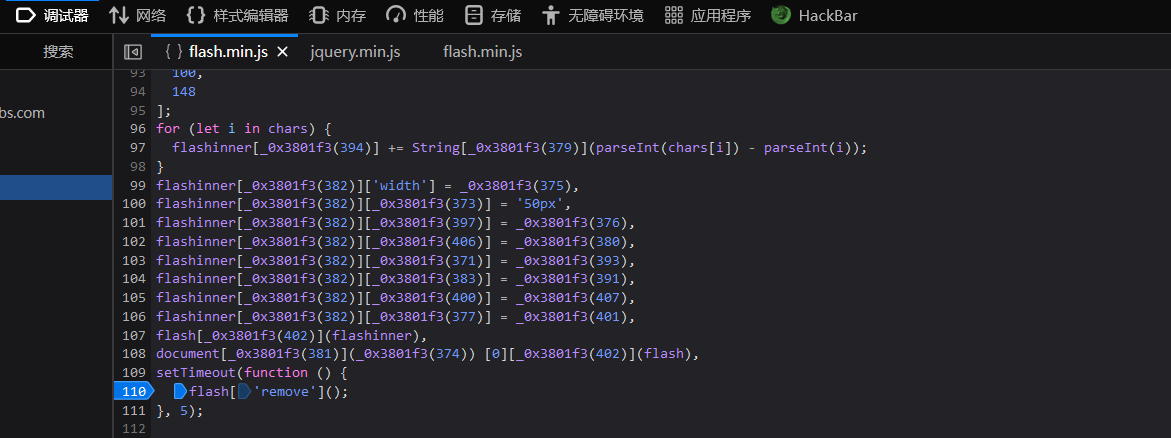 调试器 网络 样式编辑器 内存 性能 存储 无障碍环境 应用程序 HackBar
搜索 { } flash.min.js × jquery.min.js flash.min.js
bs.com
93 100,
94 148
95 ];
96 for (let i in chars) {
97 flashinner[_0x3801f3(394)] += String[_0x3801f3(379)](parseInt(chars[i]) - parseInt(i));
98 }
99 flashinner[_0x3801f3(382)]['width'] = _0x3801f3(375),
100 flashinner[_0x3801f3(382)][_0x3801f3(373)] = '50px',
101 flashinner[_0x3801f3(382)][_0x3801f3(397)] = _0x3801f3(376),
102 flashinner[_0x3801f3(382)][_0x3801f3(406)] = _0x3801f3(380),
103 flashinner[_0x3801f3(382)][_0x3801f3(371)] = _0x3801f3(393),
104 flashinner[_0x3801f3(382)][_0x3801f3(383)] = _0x3801f3(391),
105 flashinner[_0x3801f3(382)][_0x3801f3(400)] = _0x3801f3(407),
106 flashinner[_0x3801f3(382)][_0x3801f3(377)] = _0x3801f3(401),
107 flash[_0x3801f3(402)](flashinner),
108 document[_0x3801f3(381)](_0x3801f3(374)) [0][_0x3801f3(402)](flash),
109 setTimeout(function () {
110 flash[ 'remove']();
111 }, 5);
112